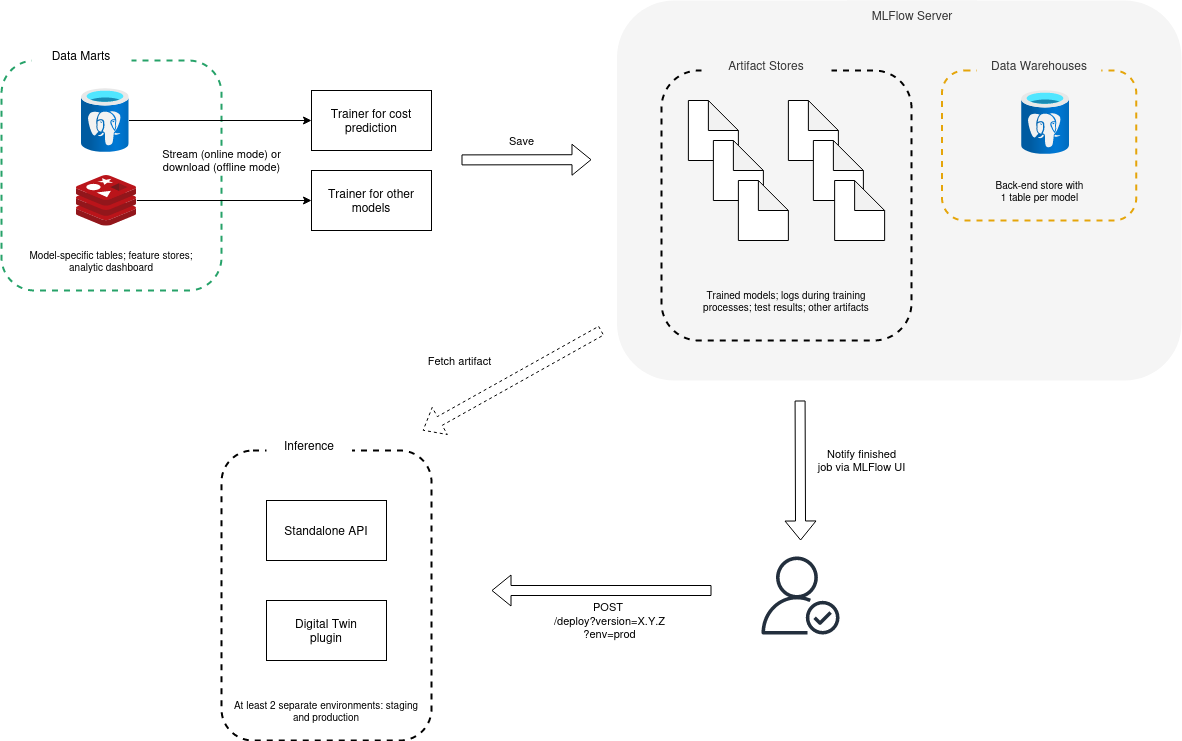 MLFlow Server
Data Marts
Artifact Stores
Data Warehouses
Trainer for cost
prediction
Save
Stream (online mode) or
download (offline mode)
Trainer for other
models
Back-end store with
1 table per model
Model-specific tables; feature stores;
analytic dashboard
Trained models; logs during training
processes; test results; other artifacts
Fetch artifact
Inference
Notify finished
job via MLFlow UI
Standalone API
POST
/deploy?version=X.Y.Z
?env=prod
Digital Twin
plugin
At least 2 separate environments: staging
and production